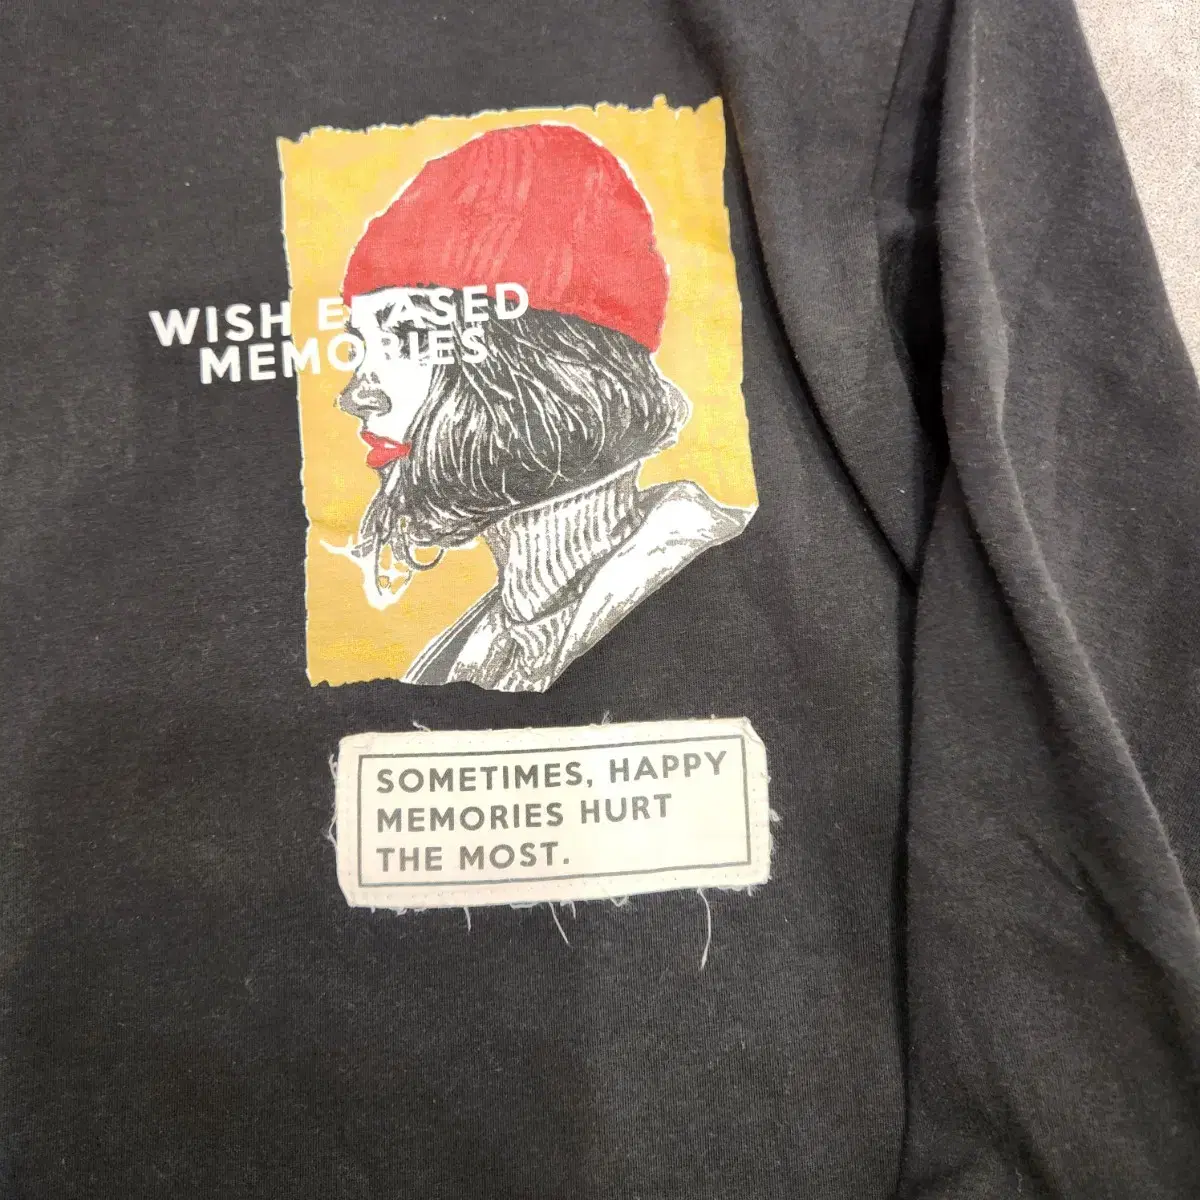 WISH ERASED
MEMORIES
SOMETIMES, HAPPY
MEMORIES HURT
THE MOST.